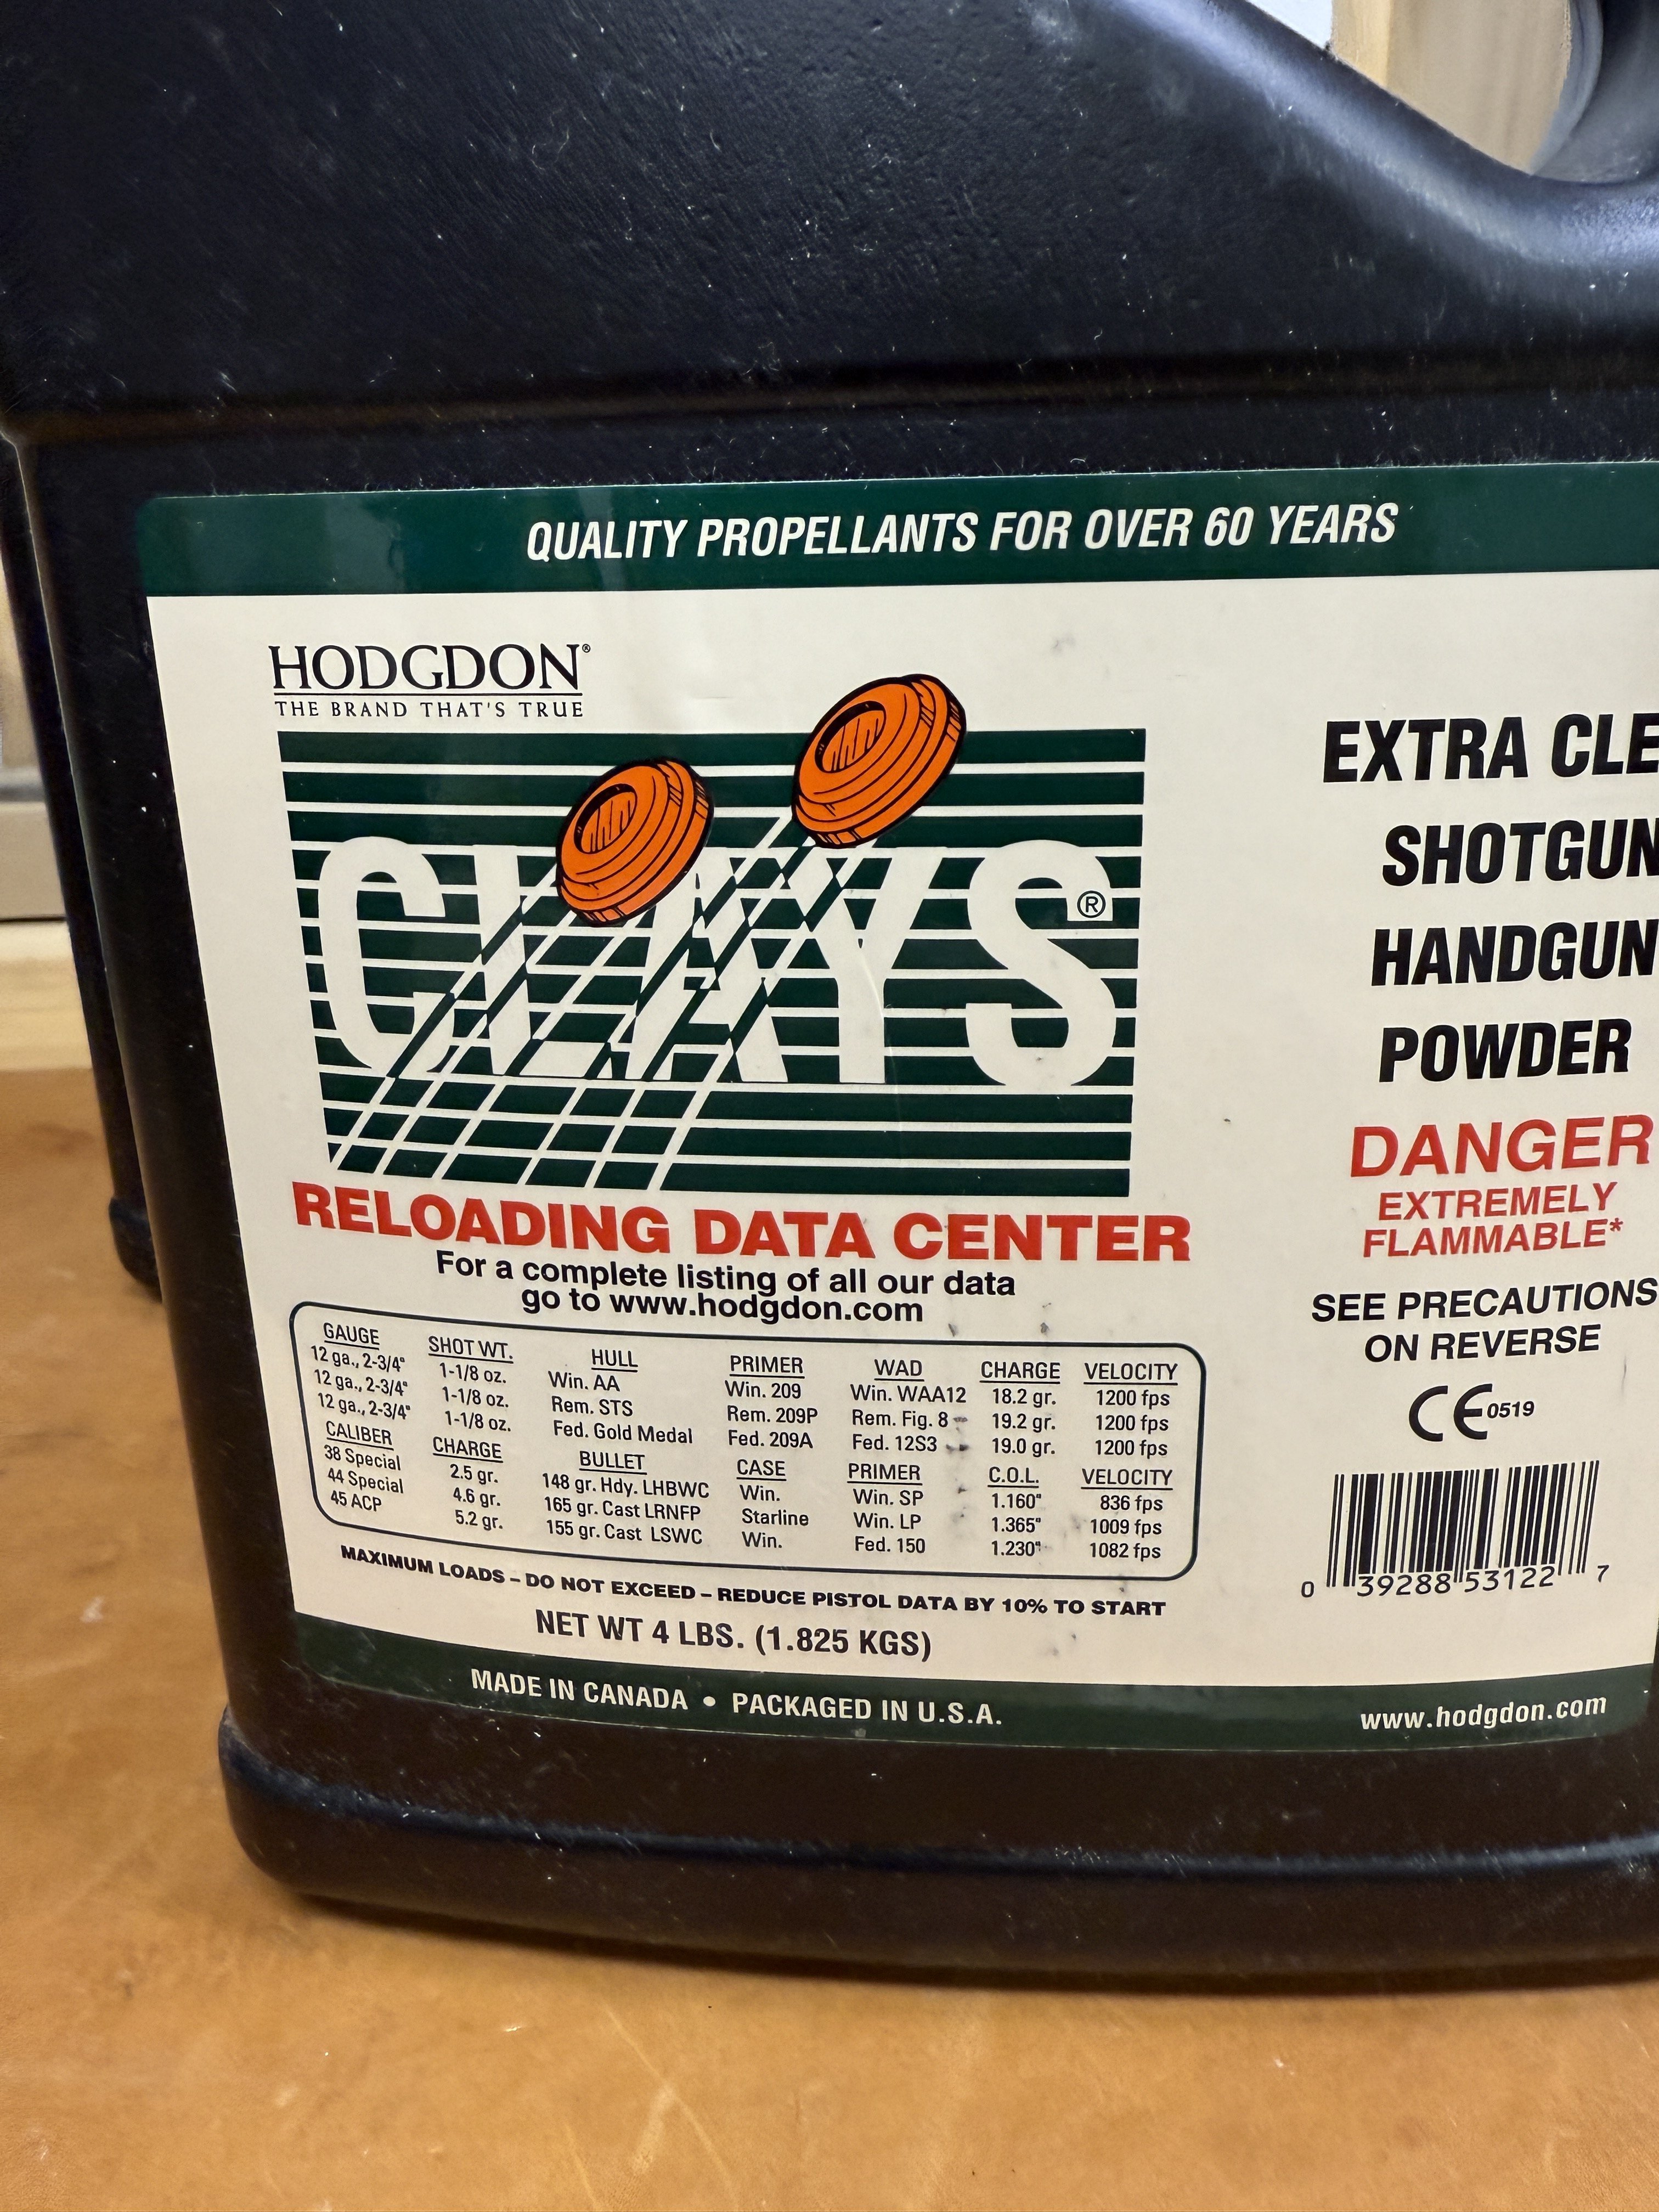 QUALITY PROPELLANTS FOR OVER 60 YEARS
HODGDON®
THE BRAND THAT'S TRUE
CLAYS®
RELOADING DATA CENTER
For a complete listing of all our data
go to www.hodgdon.com
GAUGE SHOT WT. HULL PRIMER WAD CHARGE VELOCITY
12 ga., 2-3/4" 1-1/8 oz. Win. AA Win. 209 Win. WAA12 18.2 gr. 1200 fps
12 ga., 2-3/4" 1-1/8 oz. Rem. STS Rem. 209P Rem. Fig. 8 19.2 gr. 1200 fps
12 ga., 2-3/4" 1-1/8 oz. Fed. Gold Medal Fed. 209A Fed. 12S3 19.0 gr. 1200 fps
CALIBER CHARGE BULLET CASE PRIMER C.O.L. VELOCITY
38 Special 2.5 gr. 148 gr. Hdy. LHBWC Win. Win. SP 1.160" 836 fps
44 Special 4.6 gr. 165 gr. Cast LRNFP Starline Win. LP 1.365" 1009 fps
45 ACP 5.2 gr. 155 gr. Cast LSWC Win. Fed. 150 1.230" 1082 fps
MAXIMUM LOADS – DO NOT EXCEED – REDUCE PISTOL DATA BY 10% TO START
NET WT 4 LBS. (1.825 KGS)
MADE IN CANADA • PACKAGED IN U.S.A.
EXTRA CLE
SHOTGUN
HANDGUN
POWDER
DANGER
EXTREMELY
FLAMMABLE*
SEE PRECAUTIONS
ON REVERSE
CE 0519
0 39288 53122 7
www.hodgdon.com